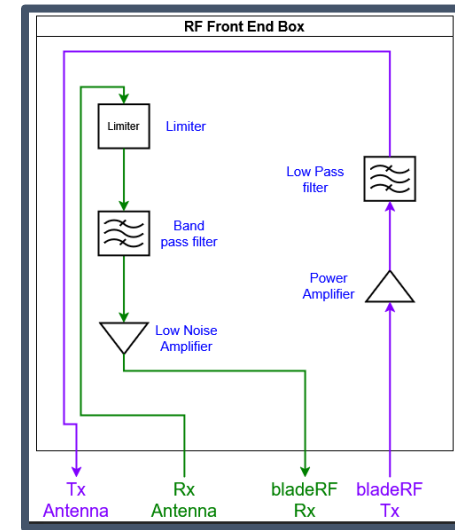 RF Front End Box
Limiter
Limiter
Low Pass
filter
Band
pass filter
Power
Amplifier
Low Noise
Amplifier
Tx
Antenna
Rx
Antenna
bladeRF
Rx
bladeRF
Tx